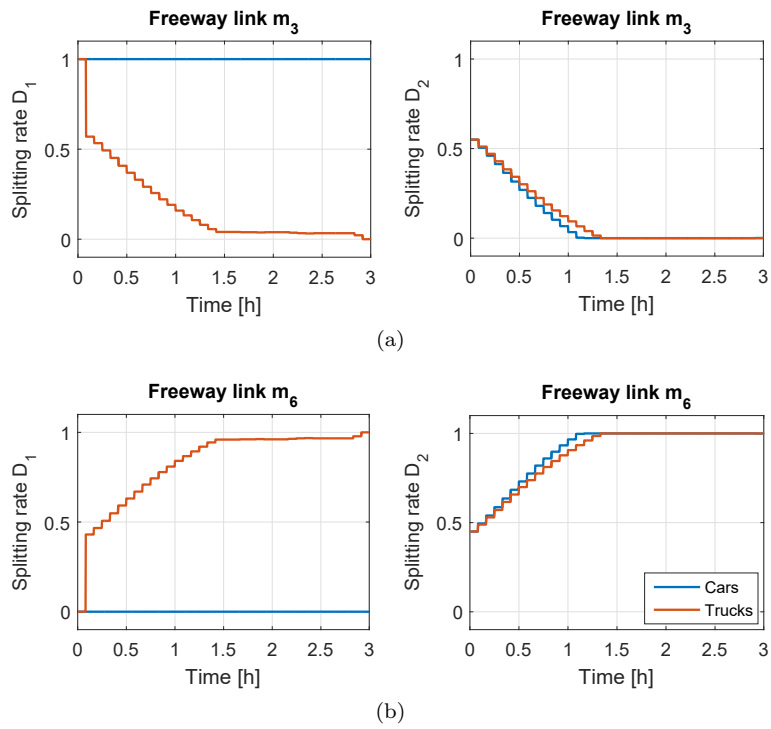 Freeway link m3
Splitting rate D1
1
0.5
0
0 0.5 1 1.5 2 2.5 3
Time [h]
Freeway link m3
Splitting rate D2
1
0.5
0
0 0.5 1 1.5 2 2.5 3
Time [h]
(a)
Freeway link m6
Splitting rate D1
1
0.5
0
0 0.5 1 1.5 2 2.5 3
Time [h]
Freeway link m6
Splitting rate D2
1
0.5
0
Cars
Trucks
0 0.5 1 1.5 2 2.5 3
Time [h]
(b)